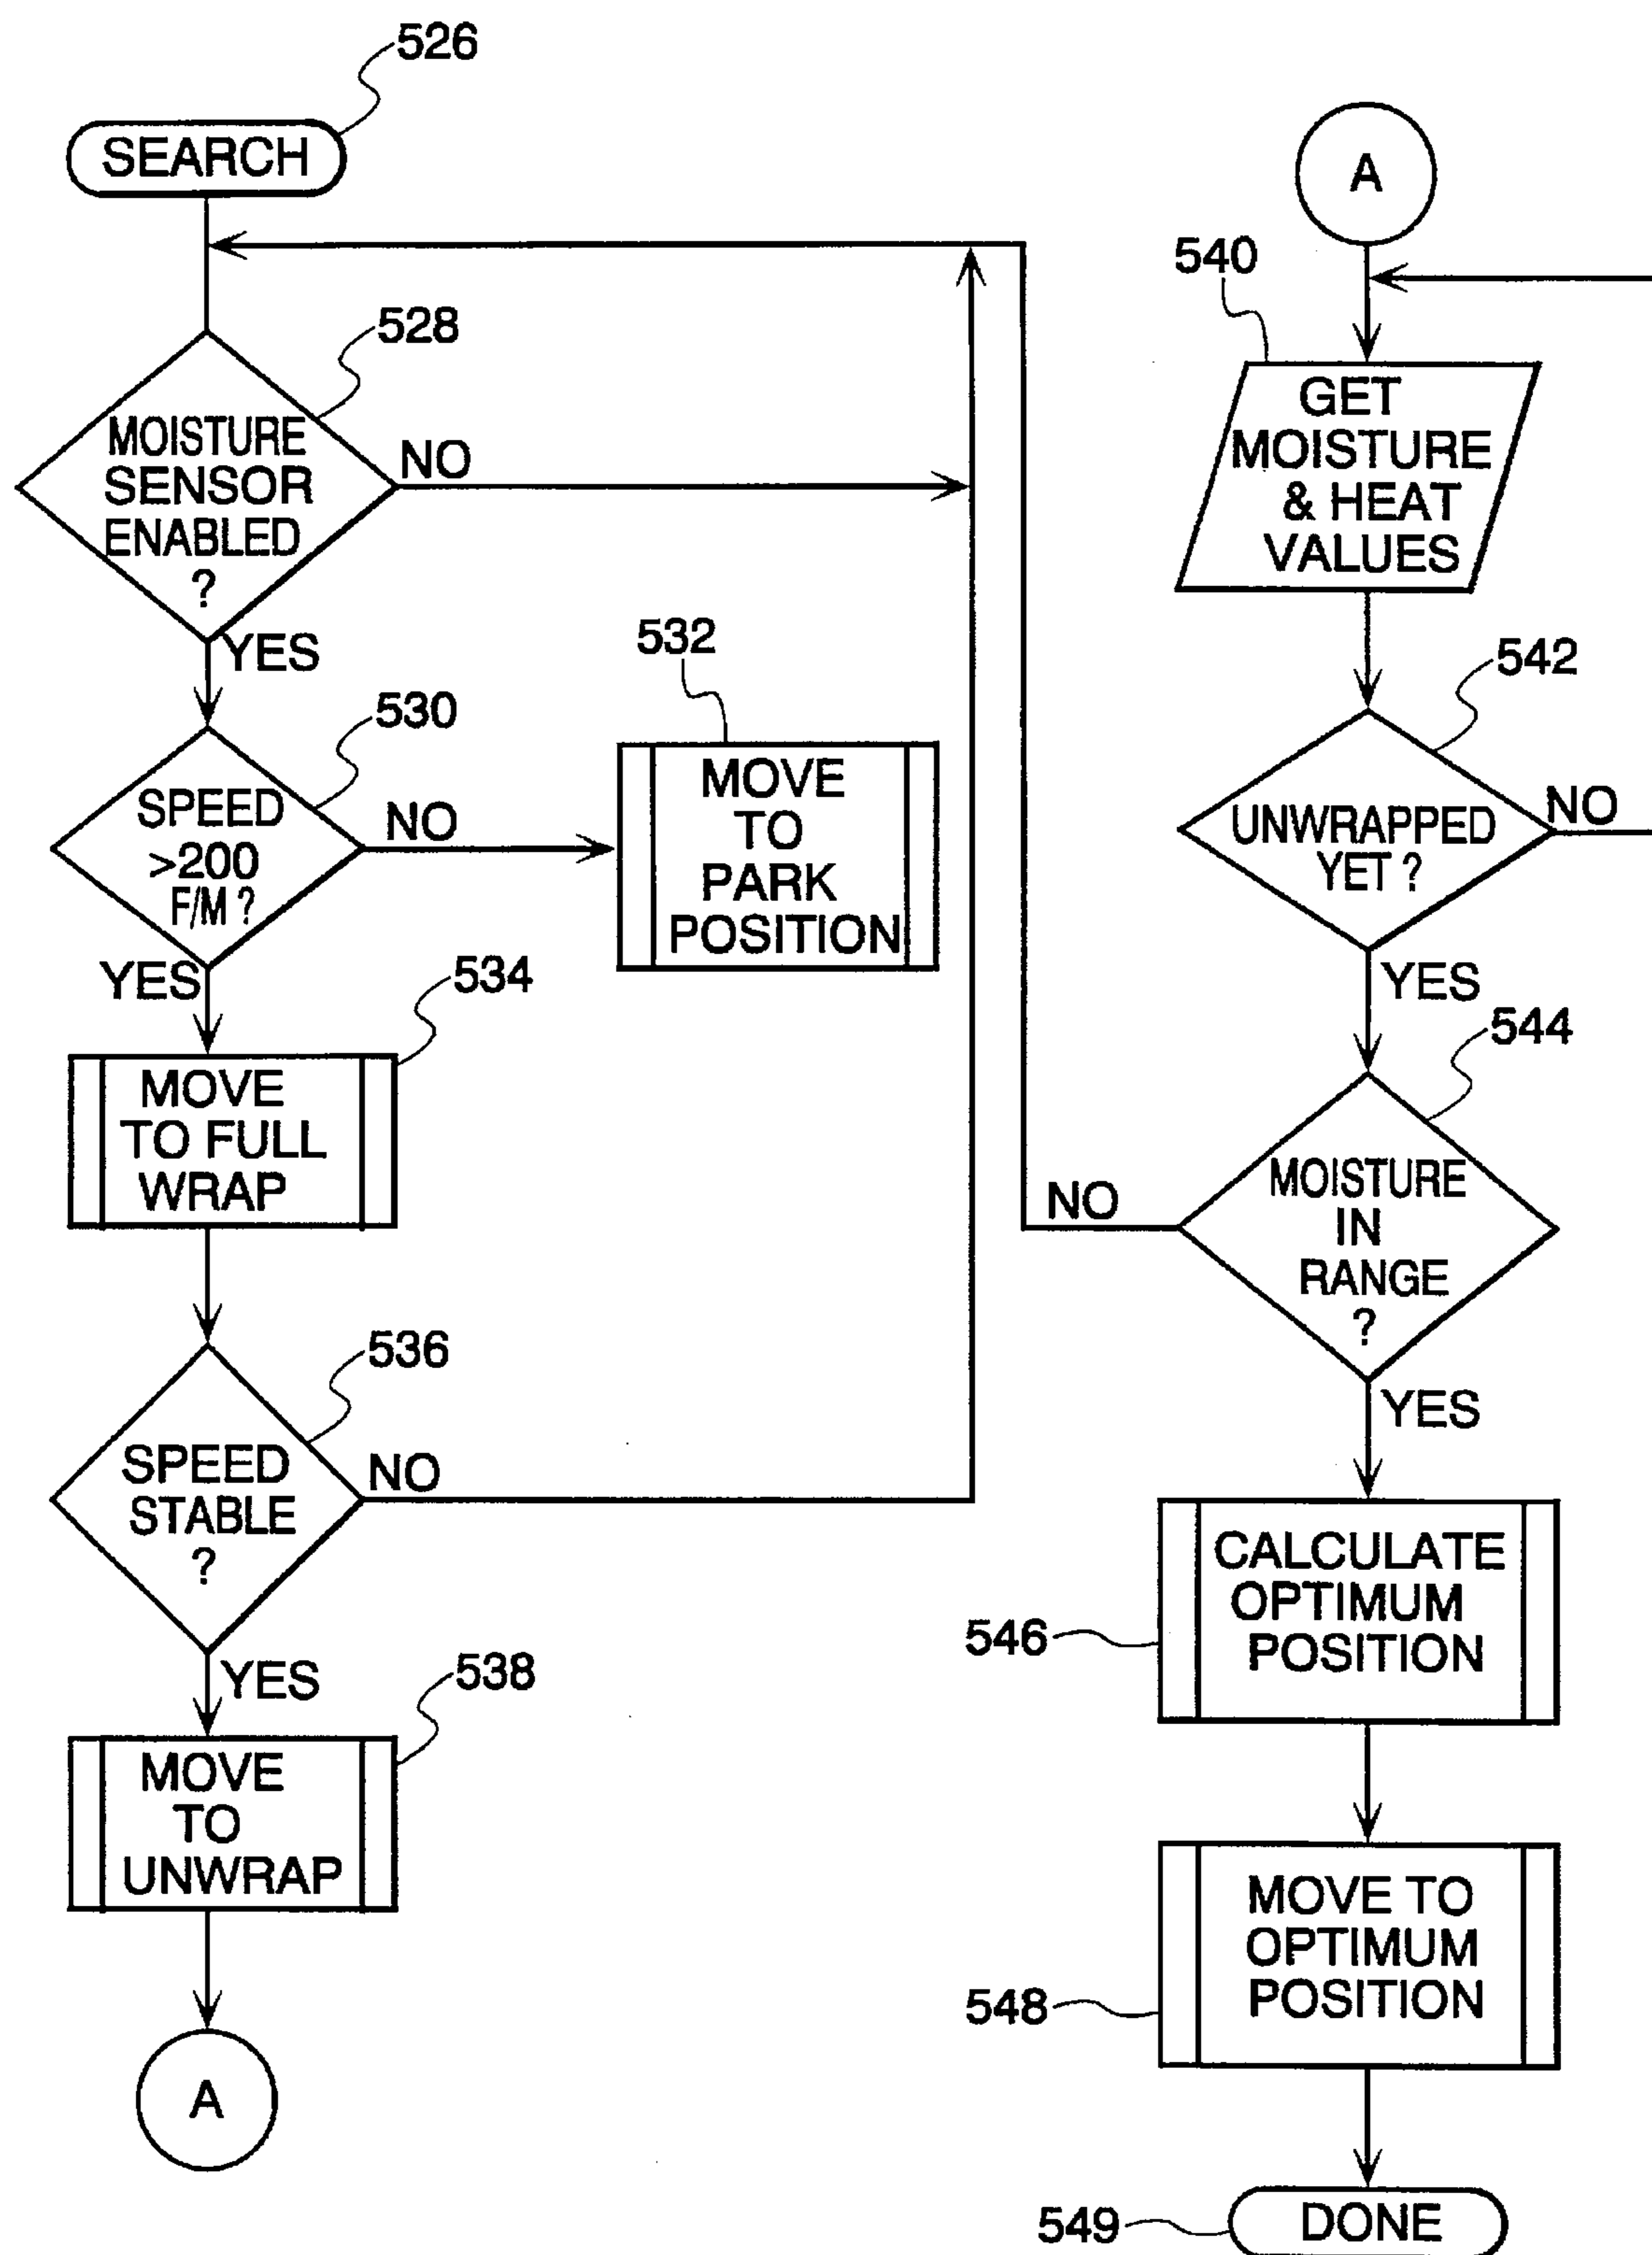 526
SEARCH
528
MOISTURE
SENSOR
ENABLED
?
NO
YES
530
SPEED
>200
F/M ?
NO
532
MOVE
TO
PARK
POSITION
YES
534
MOVE
TO FULL
WRAP
536
SPEED
STABLE
?
NO
YES
538
MOVE
TO
UNWRAP
A
A
540
GET
MOISTURE
& HEAT
VALUES
542
UNWRAPPED
YET ?
NO
YES
544
MOISTURE
IN
RANGE
?
NO
YES
546
CALCULATE
OPTIMUM
POSITION
548
MOVE TO
OPTIMUM
POSITION
549
DONE